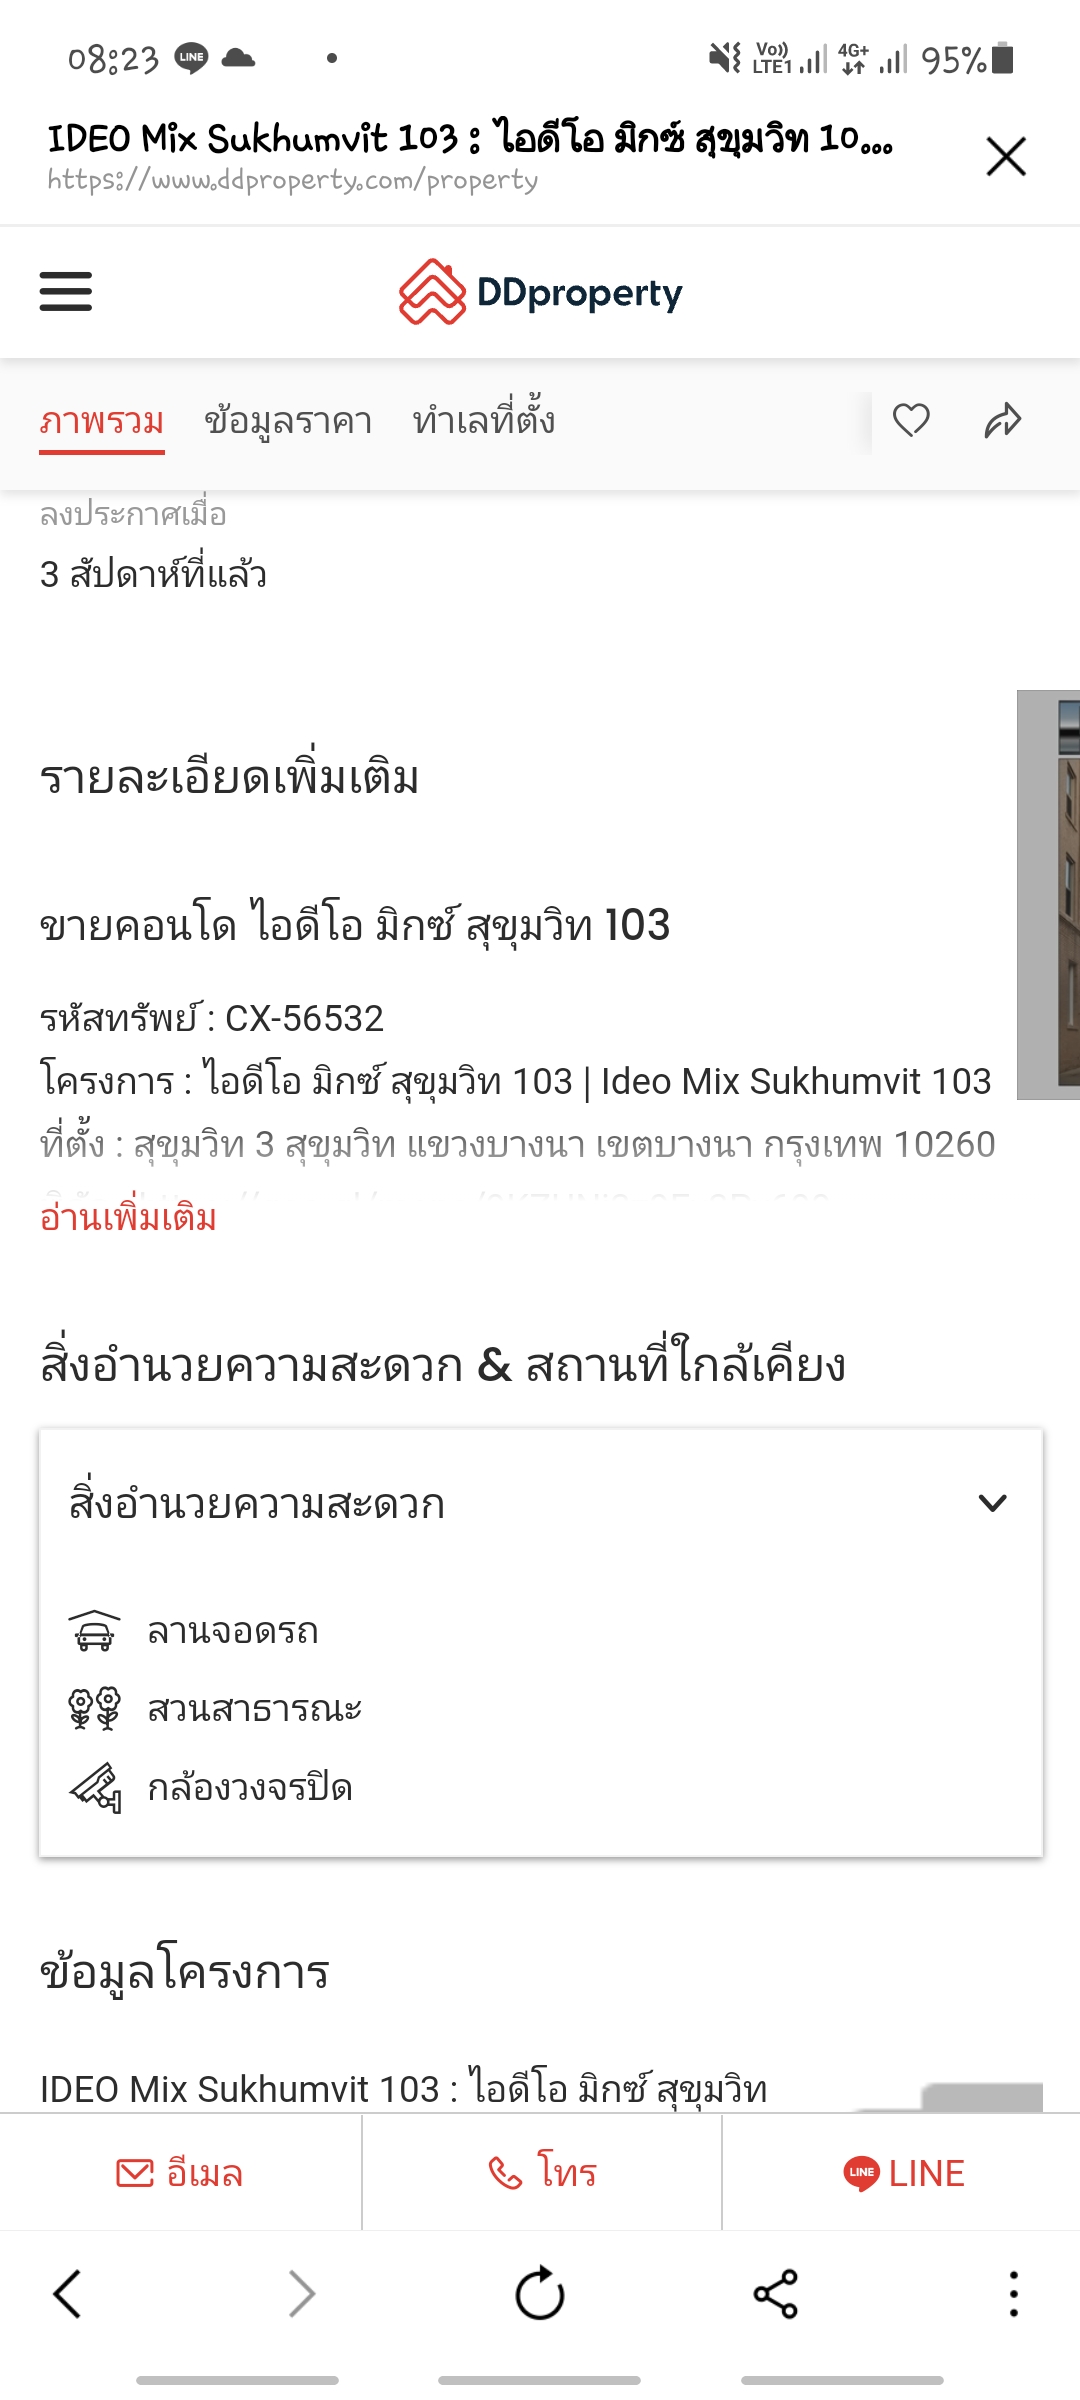 08:23 LINE Vo)) LTE1 4G+ 95%
IDEO Mix Sukhumvit 103 : ไอดีโอ มิกซ์ สุขุมวิท 10...
https://www.ddproperty.com/property
DDproperty
ภาพรวม ข้อมูลราคา ทำเลที่ตั้ง
ลงประกาศเมื่อ
3 สัปดาห์ที่แล้ว
รายละเอียดเพิ่มเติม
ขายคอนโด ไอดีโอ มิกซ์ สุขุมวิท 103
รหัสทรัพย์ : CX-56532
โครงการ : ไอดีโอ มิกซ์ สุขุมวิท 103 | Ideo Mix Sukhumvit 103
ที่ตั้ง : สุขุมวิท 3 สุขุมวิท แขวงบางนา เขตบางนา กรุงเทพ 10260
อ่านเพิ่มเติม
สิ่งอำนวยความสะดวก & สถานที่ใกล้เคียง
สิ่งอำนวยความสะดวก
ลานจอดรถ
สวนสาธารณะ
กล้องวงจรปิด
ข้อมูลโครงการ
IDEO Mix Sukhumvit 103 : ไอดีโอ มิกซ์ สุขุมวิท
อีเมล โทร LINE LINE